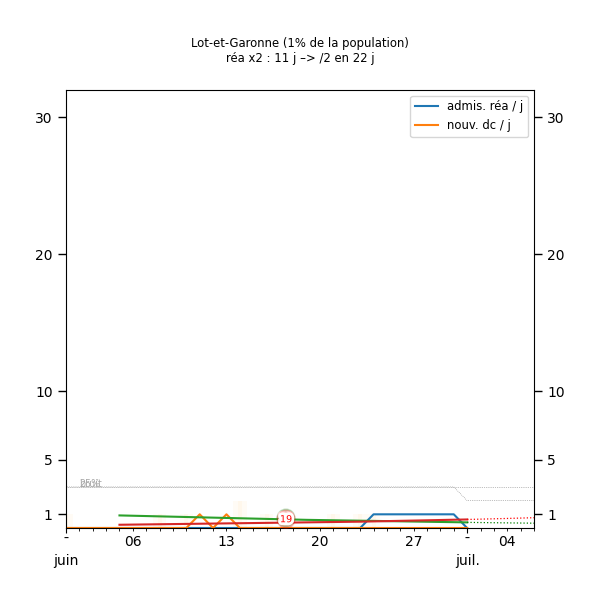 Lot-et-Garonne (1% de la population)
réa x2 : 11 j –> /2 en 22 j
admis. réa / j
nouv. dc / j
30 30
20 20
10 10
5 5
1 1
19
- 06 13 20 27 - 04
juin juil.